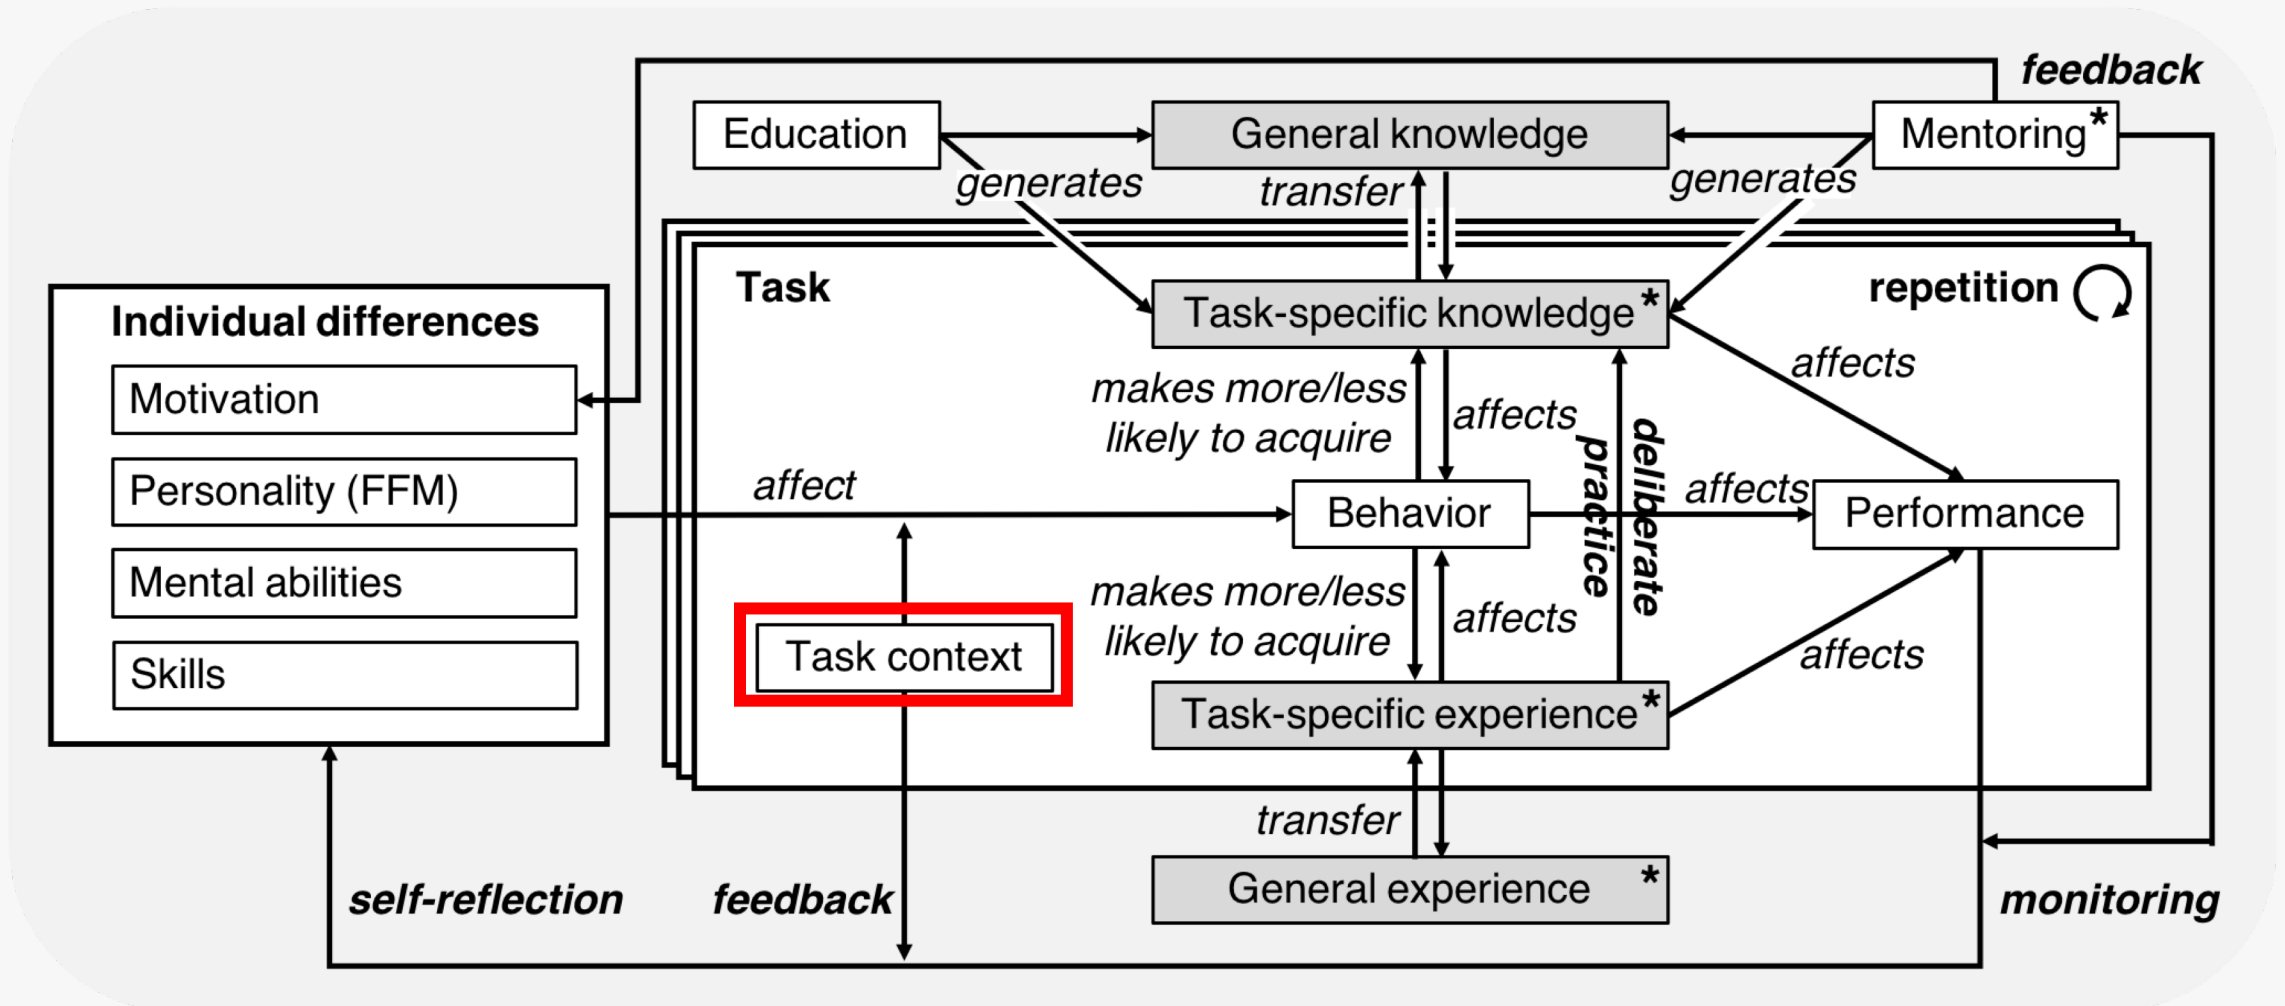 feedback
Education
General knowledge
Mentoring*
generates
transfer
generates
Task
repetition
Individual differences
Task-specific knowledge*
Motivation
makes more/less
likely to acquire
affects
affects
deliberate
practice
Personality (FFM)
affect
Behavior
affects
Performance
Mental abilities
makes more/less
likely to acquire
affects
Task context
affects
Skills
Task-specific experience*
transfer
General experience *
self-reflection
feedback
monitoring